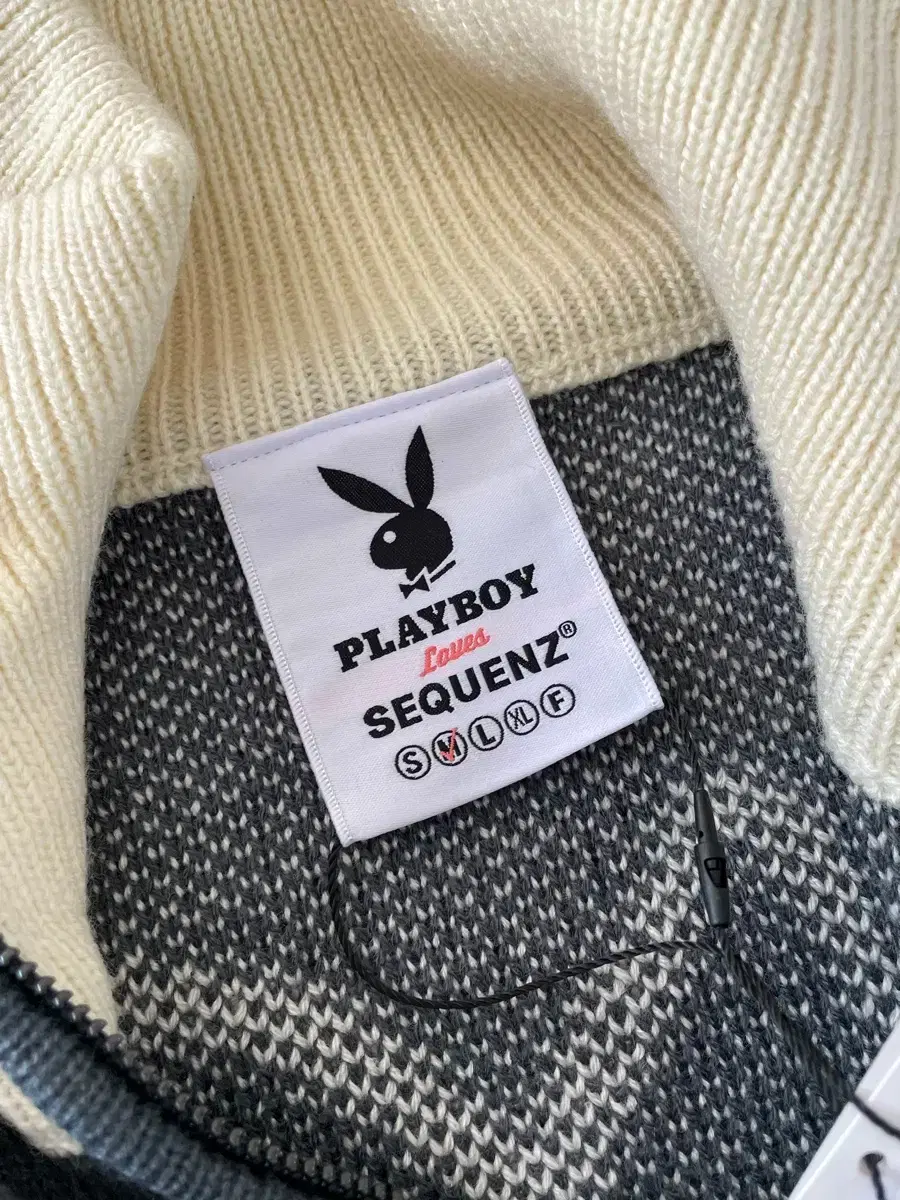 PLAYBOY
Loves
SEQUENZ®
S M L XL F